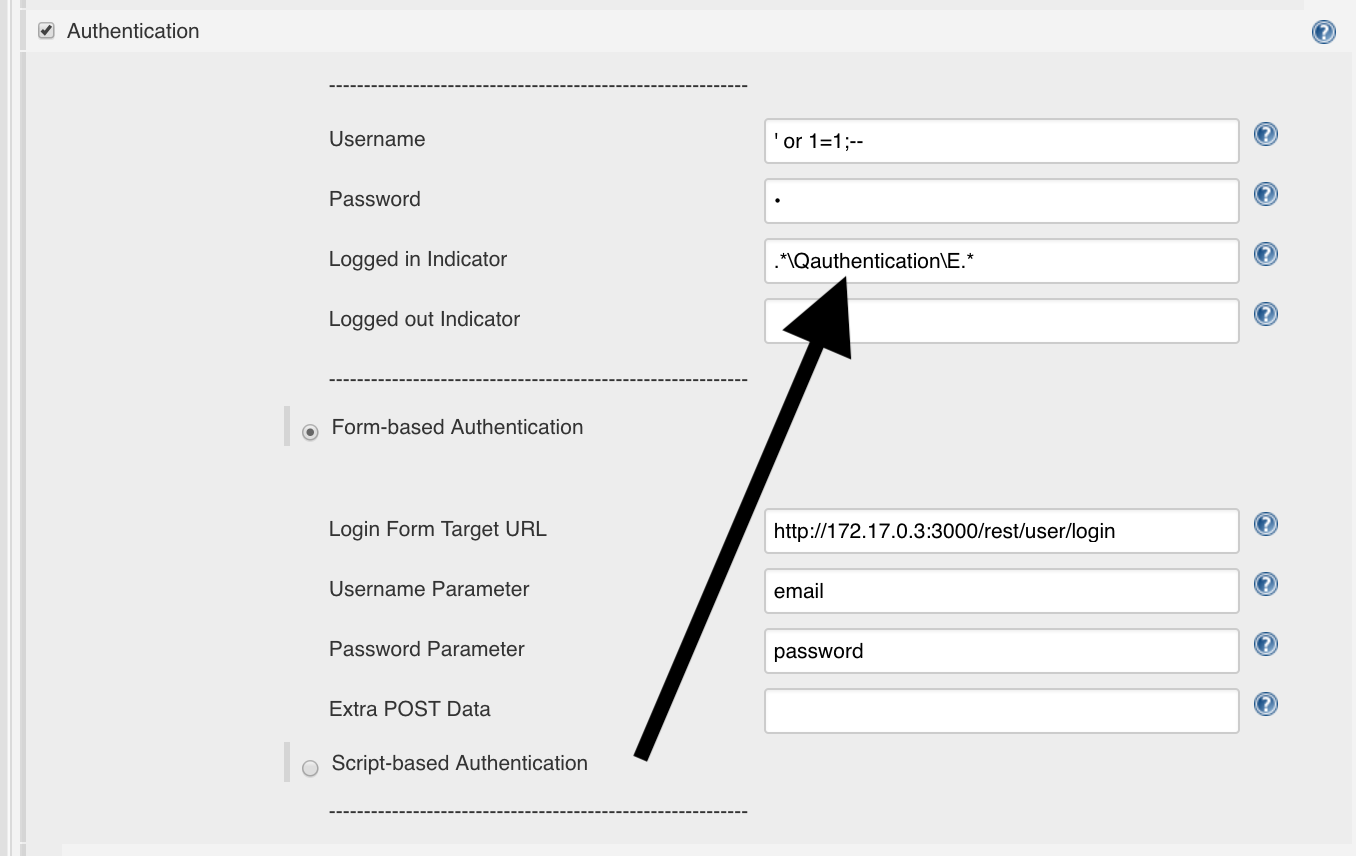 Authentication
------------------------------------------------------------
Username ' or 1=1;--
Password •
Logged in Indicator .*\Qauthentication\E.*
Logged out Indicator
------------------------------------------------------------
Form-based Authentication
Login Form Target URL http://172.17.0.3:3000/rest/user/login
Username Parameter email
Password Parameter password
Extra POST Data
Script-based Authentication
------------------------------------------------------------